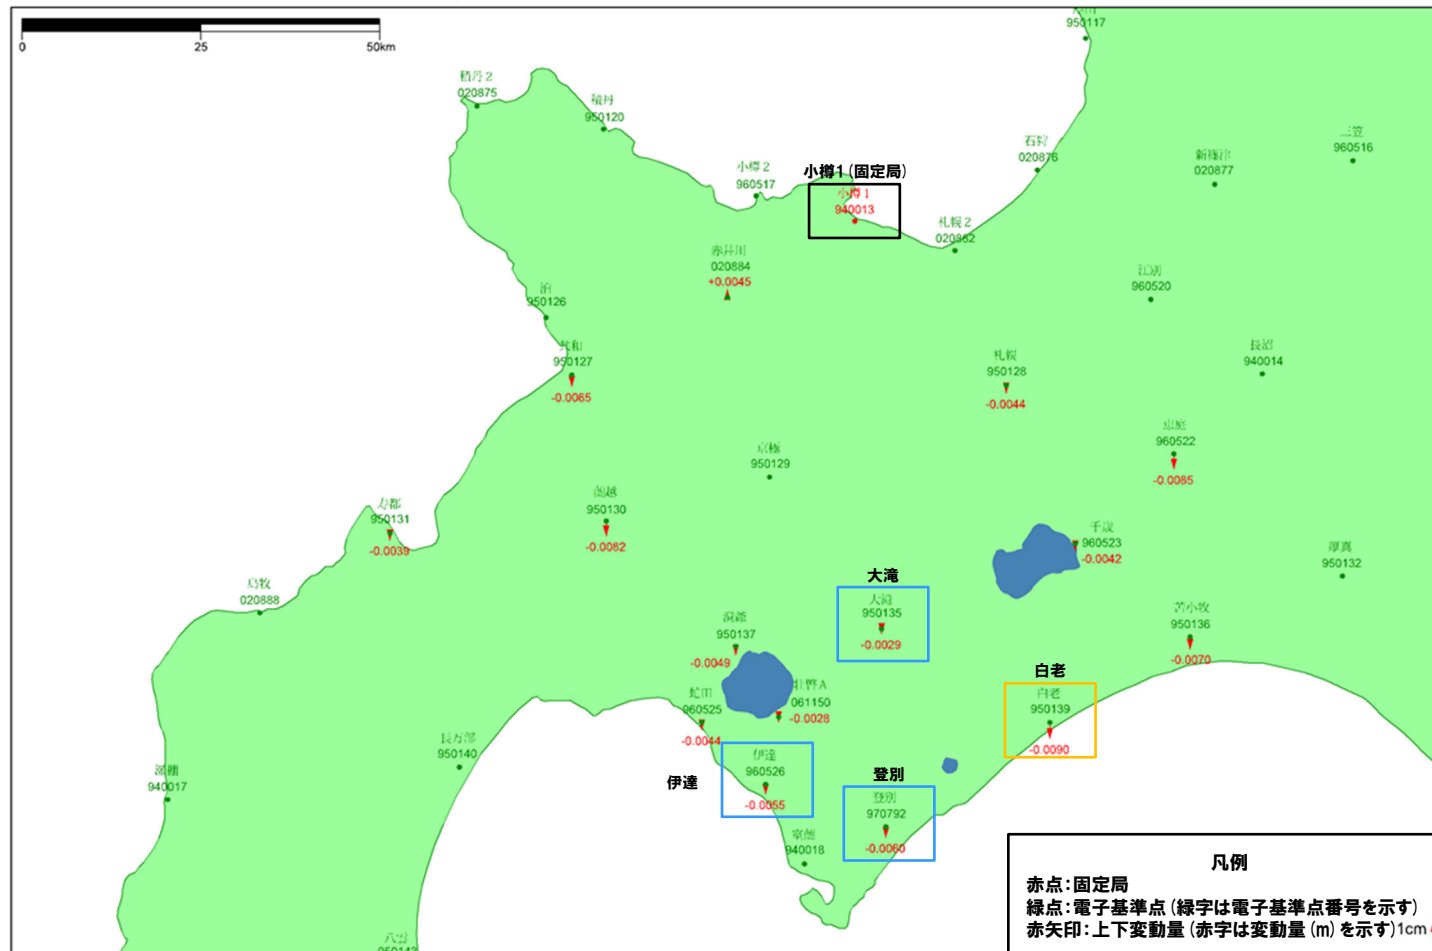 950117
0
25
50km
積丹2
020875
積丹
950120
小樽2
960517
小樽1(固定局)
小樽1
940013
石狩
020876
新篠津
020877
三笠
960516
札幌2
020882
赤井川
020884
+0.0045
江別
960520
泊
950126
共和
950127
-0.0065
札幌
950128
-0.0044
長沼
940014
恵庭
960522
-0.0085
京極
950129
蘭越
950130
-0.0082
寿都
950131
-0.0039
千歳
960523
-0.0042
厚真
950132
島牧
020888
大滝
大滝
950135
-0.0029
苫小牧
950136
-0.0070
洞爺
950137
-0.0049
壮瞥A
061150
-0.0028
虻田
960525
-0.0044
白老
白老
950139
-0.0090
長万部
950140
伊達
伊達
960526
-0.0055
登別
登別
970792
-0.0060
940017
室蘭
940018
八雲
950143
凡例
赤点:固定局
緑点:電子基準点(緑字は電子基準点番号を示す)
赤矢印:上下変動量(赤字は変動量(m)を示す)1cm